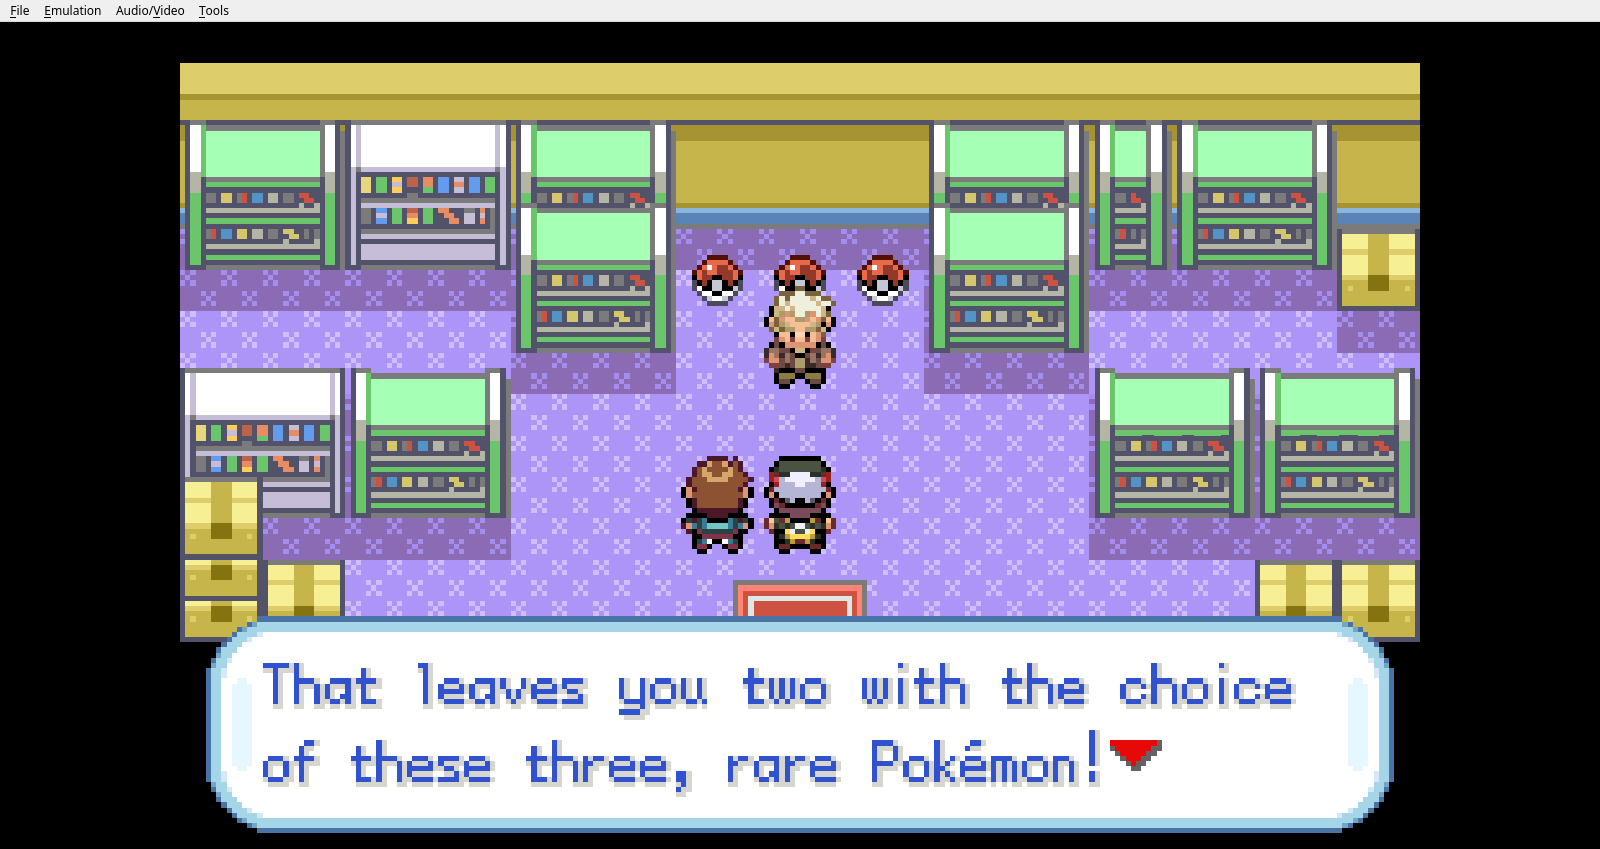 File Emulation Audio/Video Tools
That leaves you two with the choice
of these three, rare Pokémon!